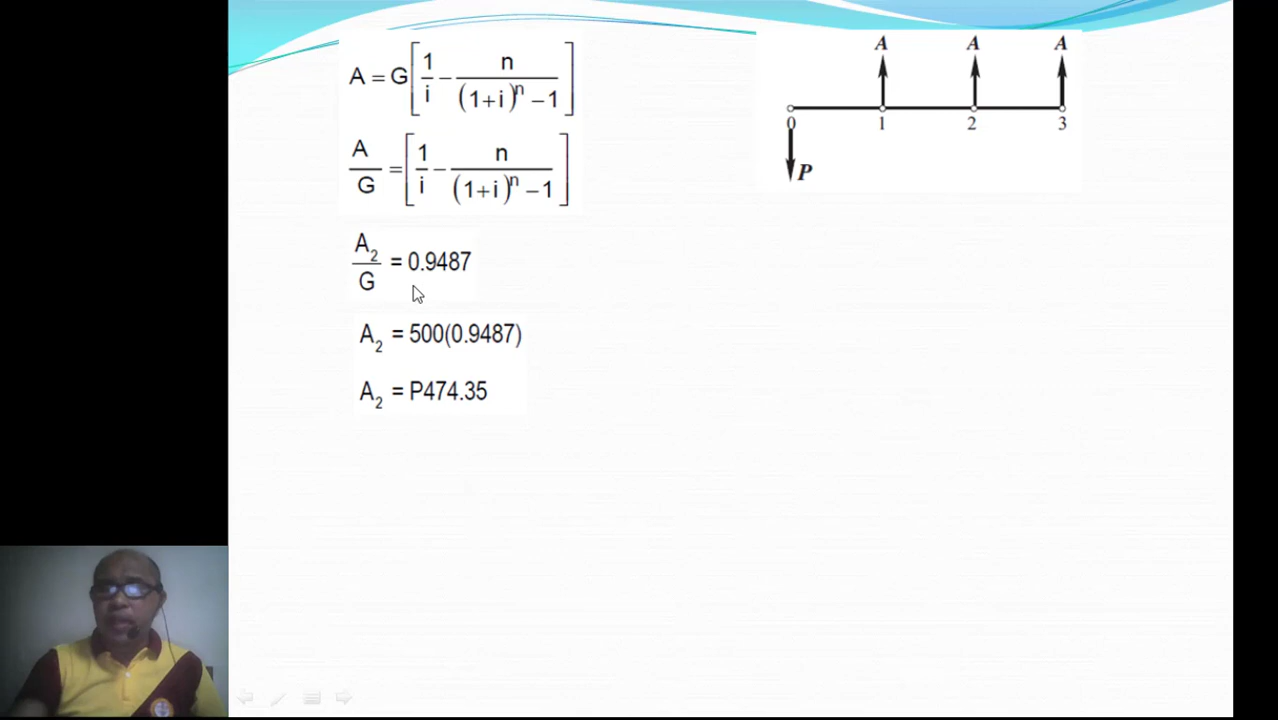 A = G[1/i − n/((1+i)^n − 1)]
A/G = [1/i − n/((1+i)^n − 1)]
A₂/G = 0.9487
A₂ = 500(0.9487)
A₂ = P474.35
A A A
0 1 2 3
P